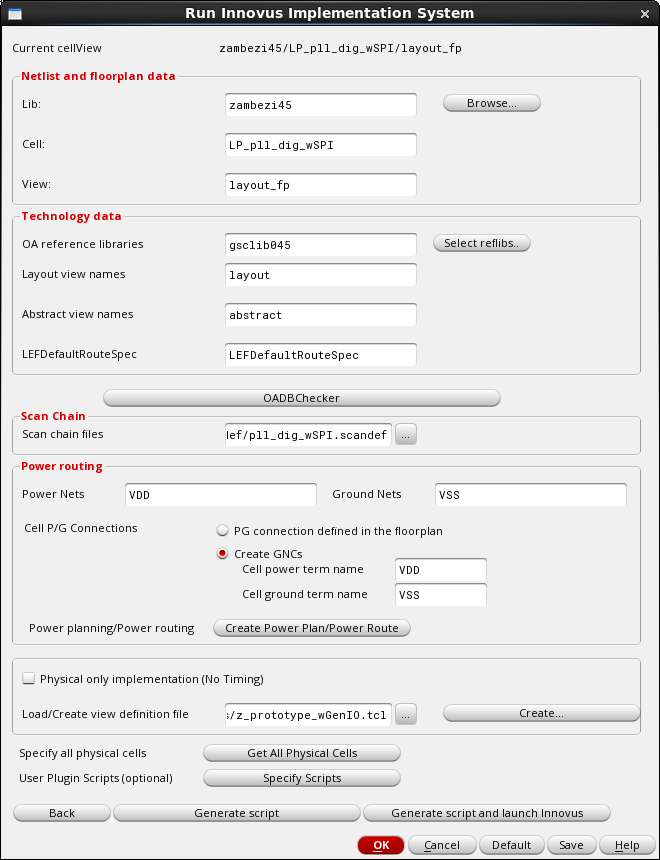 Run Innovus Implementation System
Current cellView zambezi45/LP_pll_dig_wSPI/layout_fp
Netlist and floorplan data
Lib: zambezi45 Browse...
Cell: LP_pll_dig_wSPI
View: layout_fp
Technology data
OA reference libraries gsclib045 Select reflibs..
Layout view names layout
Abstract view names abstract
LEFDefaultRouteSpec LEFDefaultRouteSpec
OADBChecker
Scan Chain
Scan chain files ief/pll_dig_wSPI.scandef ...
Power routing
Power Nets VDD Ground Nets VSS
Cell P/G Connections PG connection defined in the floorplan
Create GNCs
Cell power term name VDD
Cell ground term name VSS
Power planning/Power routing Create Power Plan/Power Route
Physical only implementation (No Timing)
Load/Create view definition file s/z_prototype_wGenIO.tcl ... Create...
Specify all physical cells Get All Physical Cells
User Plugin Scripts (optional) Specify Scripts
Back Generate script Generate script and launch Innovus
OK Cancel Default Save Help